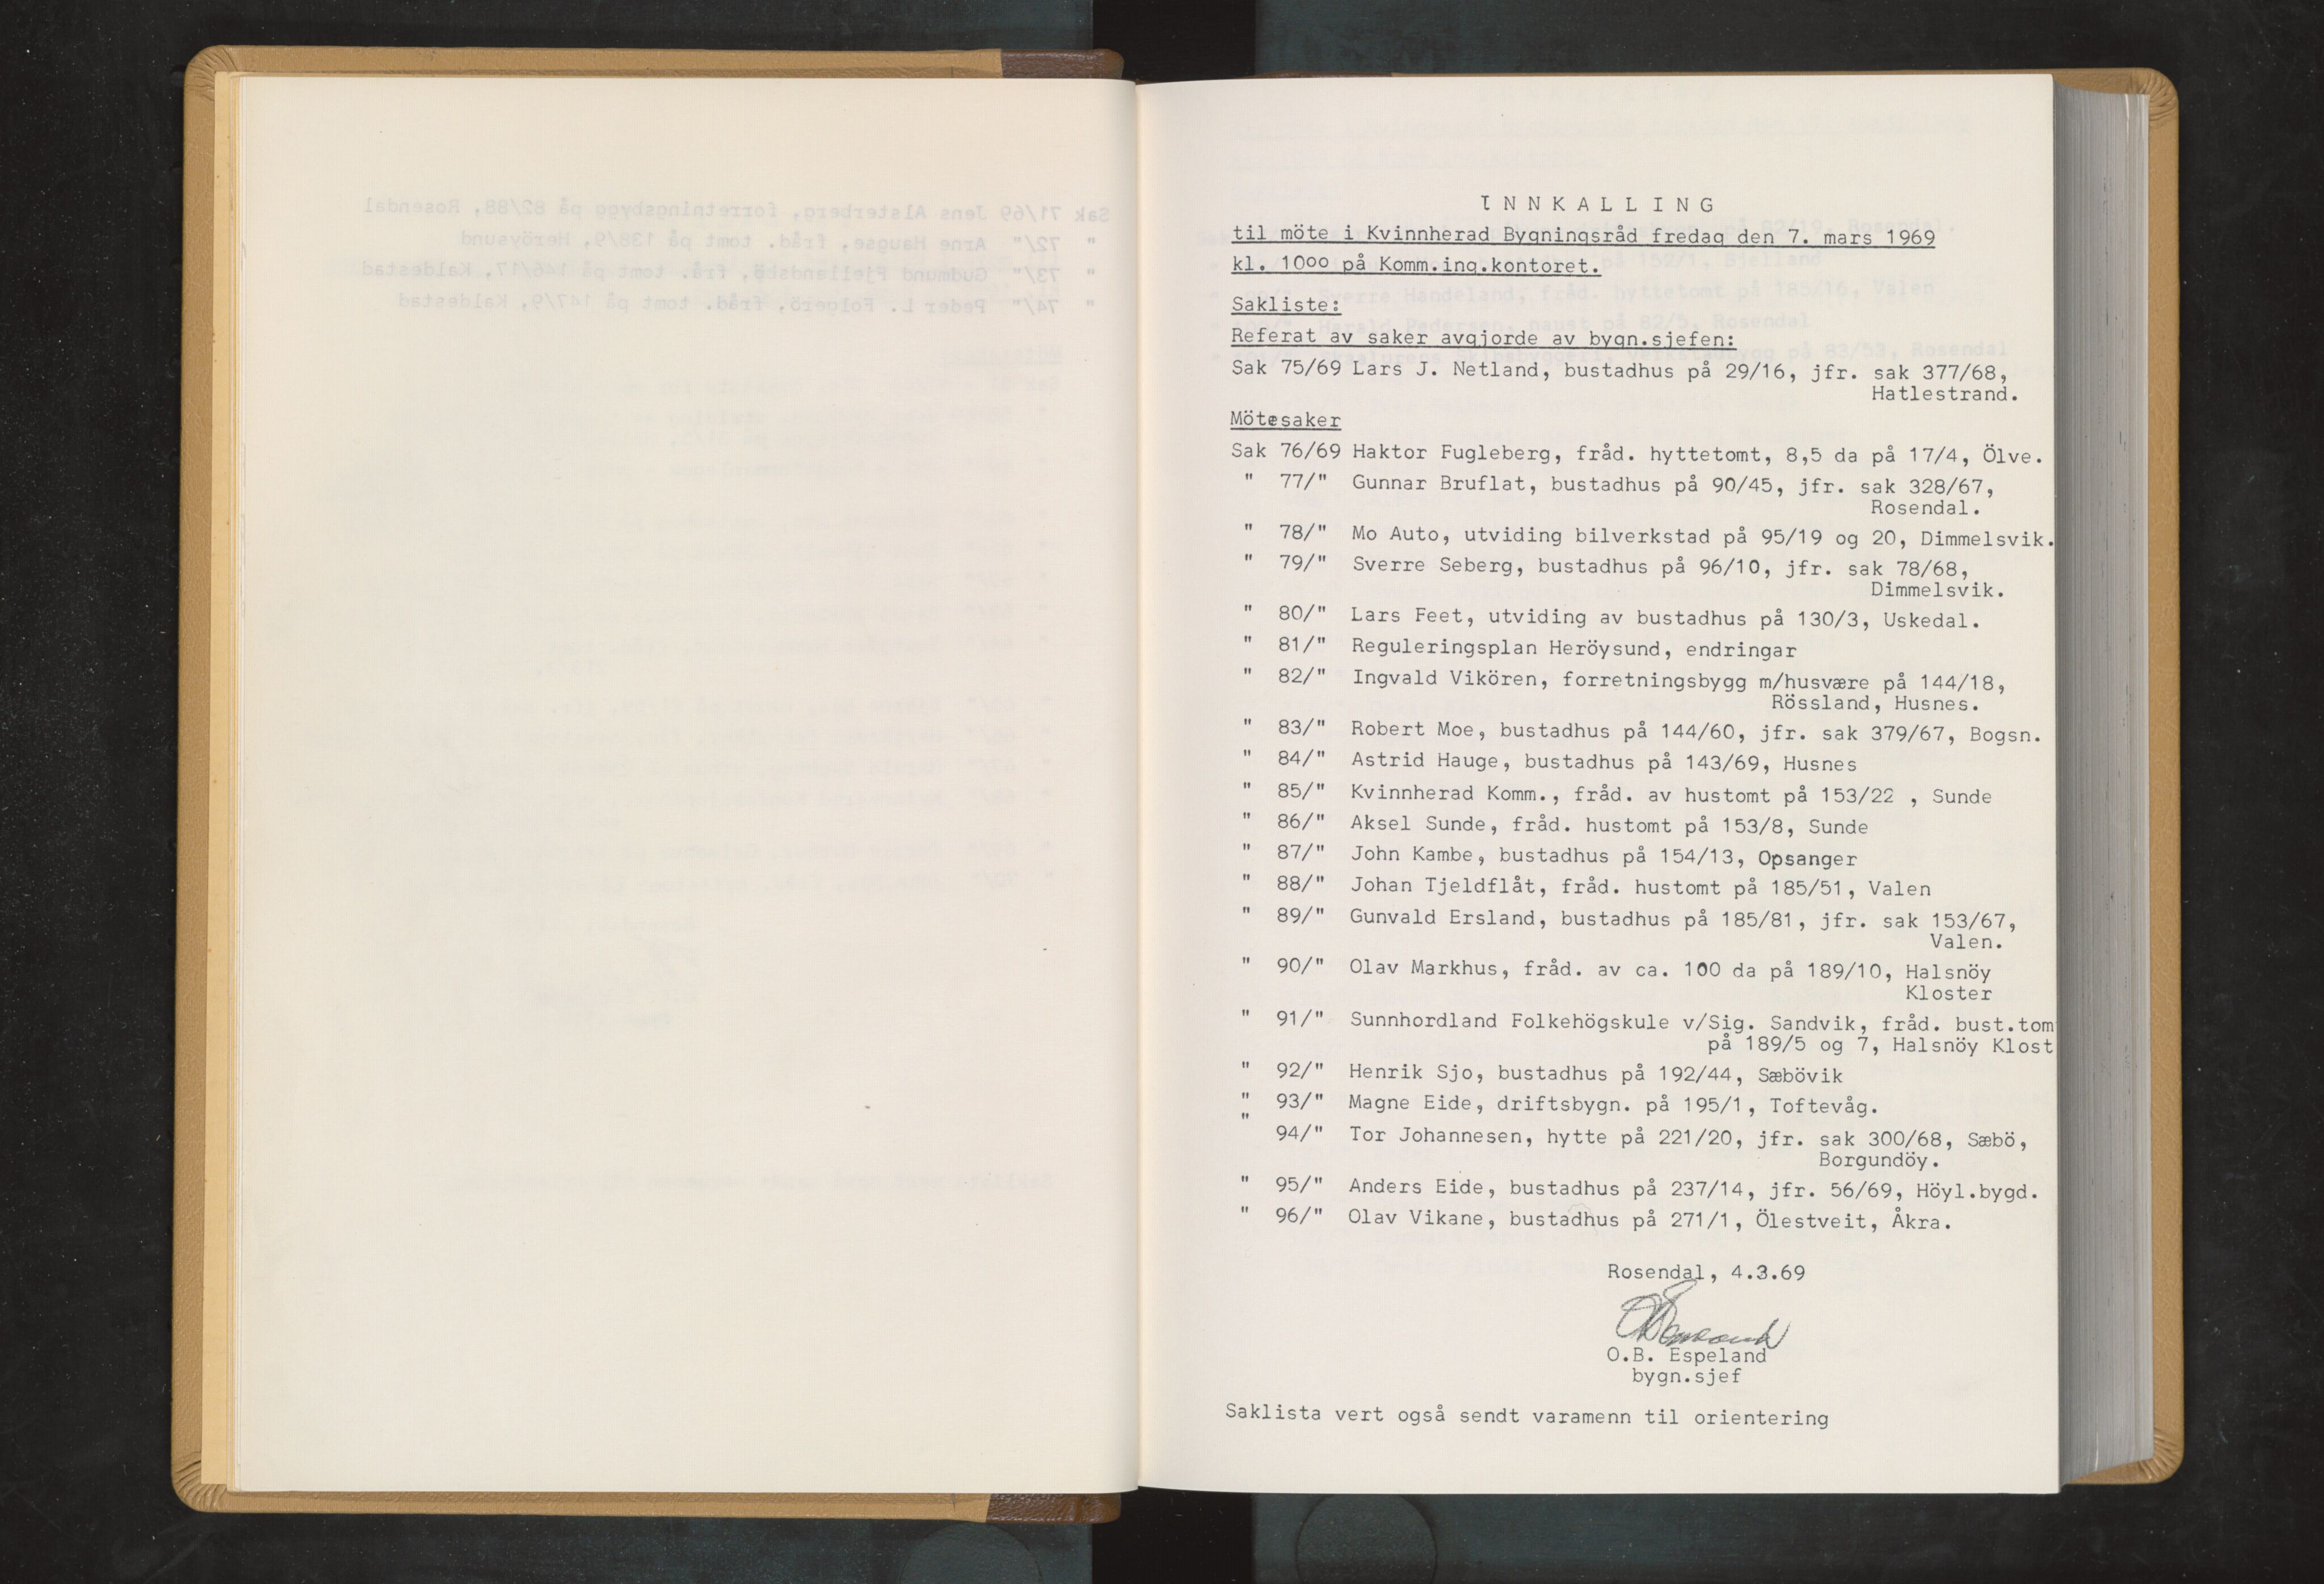 INNKALLING
til möte i Kvinnherad Bygningsråd fredag den 7. mars 1969
kl. 10oo på Komm.ing.kontoret.
Sakliste:
Referat av saker avgjorde av bygn.sjefen:
Sak 75/69 Lars J. Netland, bustadhus på 29/16, jfr. sak 377/68,
Hatlestrand.
Mötesaker
Sak 76/69 Haktor Fugleberg, fråd. hyttetomt, 8,5 da på 17/4, Ölve.
" 77/" Gunnar Bruflat, bustadhus på 90/45, jfr. sak 328/67,
Rosendal.
" 78/" Mo Auto, utviding bilverkstad på 95/19 og 20, Dimmelsvik.
" 79/" Sverre Seberg, bustadhus på 96/10, jfr. sak 78/68,
Dimmelsvik.
" 80/" Lars Feet, utviding av bustadhus på 130/3, Uskedal.
" 81/" Reguleringsplan Heröysund, endringar
" 82/" Ingvald Vikören, forretningsbygg m/husvære på 144/18,
Rössland, Husnes.
" 83/" Robert Moe, bustadhus på 144/60, jfr. sak 379/67, Bogsn.
" 84/" Astrid Hauge, bustadhus på 143/69, Husnes
" 85/" Kvinnherad Komm., fråd. av hustomt på 153/22 , Sunde
" 86/" Aksel Sunde, fråd. hustomt på 153/8, Sunde
" 87/" John Kambe, bustadhus på 154/13, Opsanger
" 88/" Johan Tjeldflåt, fråd. hustomt på 185/51, Valen
" 89/" Gunvald Ersland, bustadhus på 185/81, jfr. sak 153/67,
Valen.
" 90/" Olav Markhus, fråd. av ca. 100 da på 189/10, Halsnöy
Kloster
" 91/" Sunnhordland Folkehögskule v/Sig. Sandvik, fråd. bust.tom
på 189/5 og 7, Halsnöy Klost
" 92/" Henrik Sjo, bustadhus på 192/44, Sæbövik
" 93/" Magne Eide, driftsbygn. på 195/1, Toftevåg.
" 94/" Tor Johannesen, hytte på 221/20, jfr. sak 300/68, Sæbö,
Borgundöy.
" 95/" Anders Eide, bustadhus på 237/14, jfr. 56/69, Höyl.bygd.
" 96/" Olav Vikane, bustadhus på 271/1, Ölestveit, Åkra.
Rosendal, 4.3.69
O.B. Espeland
bygn.sjef
Saklista vert også sendt varamenn til orientering